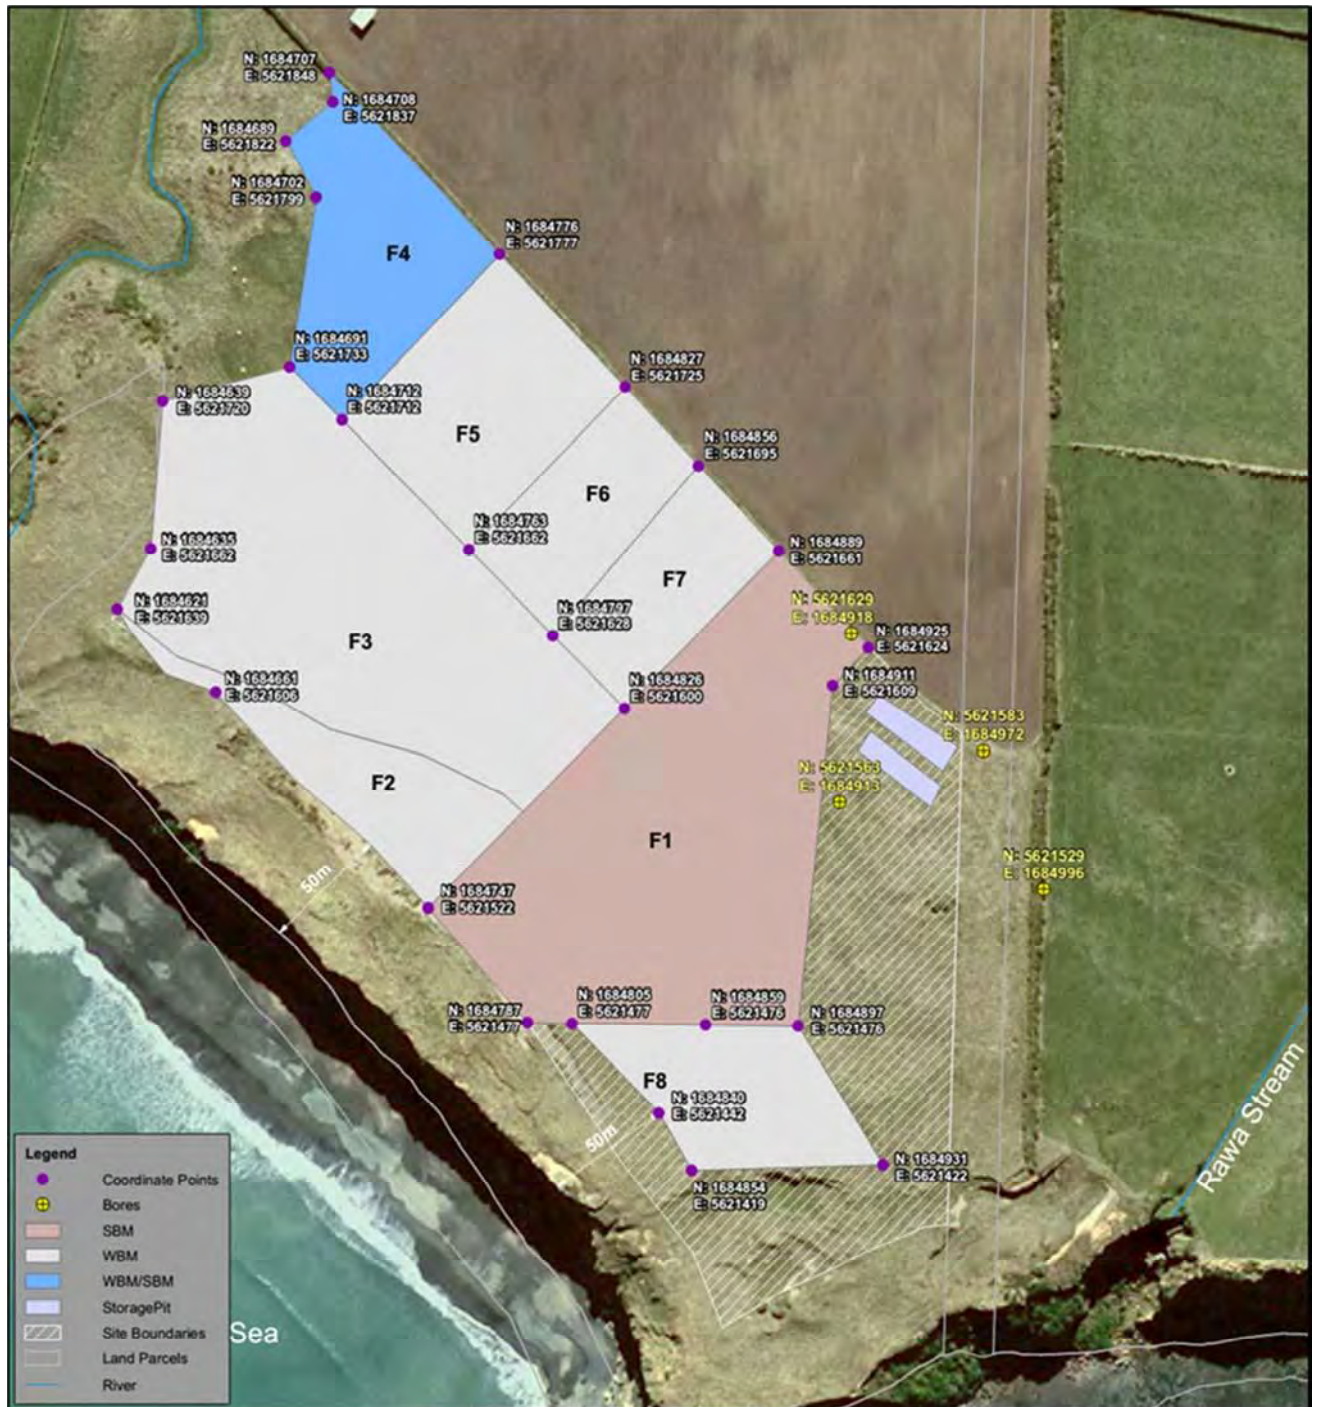 N: 1684707
E: 5621848
N: 1684708
E: 5621837
N: 1684689
E: 5621822
N: 1684702
E: 5621799
N: 1684776
E: 5621777
F4
N: 1684691
E: 5621733
N: 1684827
E: 5621725
N: 1684639
E: 5621720
N: 1684712
E: 5621712
F5
N: 1684856
E: 5621695
F6
N: 1684635
E: 5621662
N: 1684763
E: 5621662
N: 1684889
E: 5621661
F7
N: 5621629
E: 1684918
N: 1684621
E: 5621639
N: 1684797
E: 5621628
N: 1684925
E: 5621624
F3
N: 1684661
E: 5621606
N: 1684826
E: 5621600
N: 1684911
E: 5621609
N: 5621583
E: 1684972
N: 5621563
E: 1684913
F2
F1
N: 5621529
E: 1684996
50m
N: 1684747
E: 5621522
N: 1684787
E: 5621477
N: 1684805
E: 5621477
N: 1684859
E: 5621476
N: 1684897
E: 5621476
F8
N: 1684840
E: 5621442
50m
N: 1684931
E: 5621422
N: 1684854
E: 5621419
Rawa Stream
Legend
Coordinate Points
Bores
SBM
WBM
WBM/SBM
StoragePit
Site Boundaries
Land Parcels
River
Sea